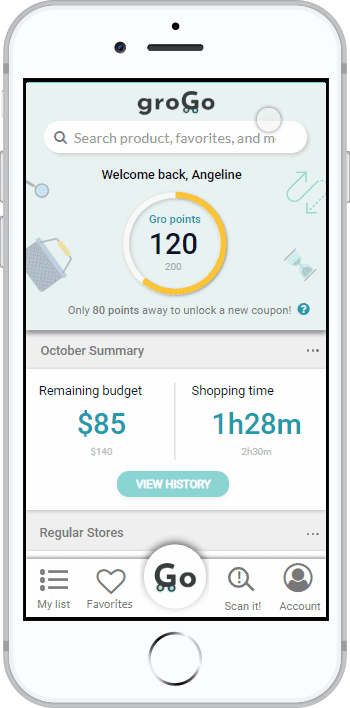 groGo
Search product, favorites, and m
Welcome back, Angeline
Gro points
120
200
Only 80 points away to unlock a new coupon! ?
October Summary
Remaining budget
$85
$140
Shopping time
1h28m
2h30m
VIEW HISTORY
Regular Stores
My list
Favorites
Go
Scan it!
Account